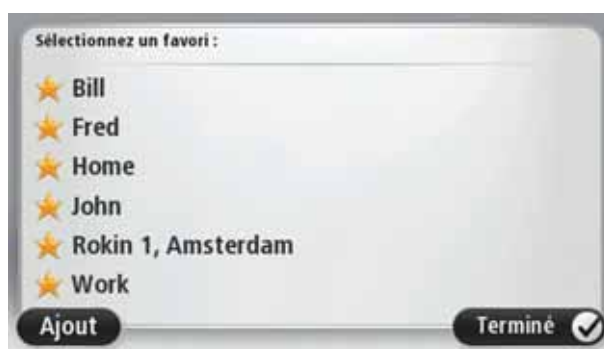 Sélectionnez un favori :
Bill
Fred
Home
John
Rokin 1, Amsterdam
Work
Ajout
Terminé